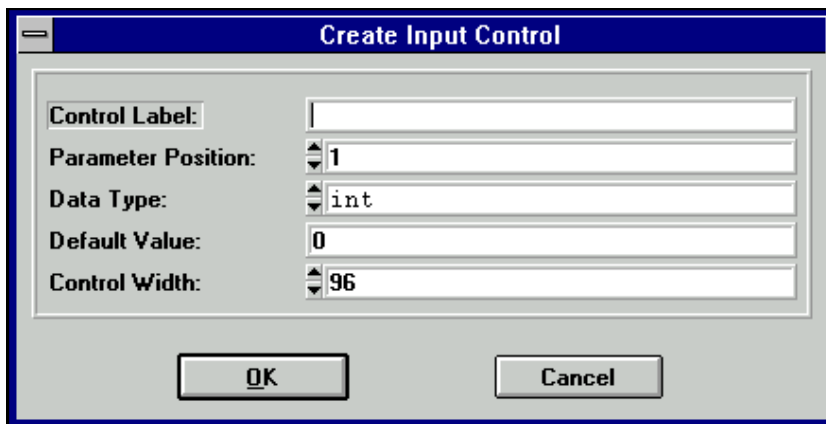 Create Input Control
Control Label:
Parameter Position: 1
Data Type: int
Default Value: 0
Control Width: 96
OK Cancel